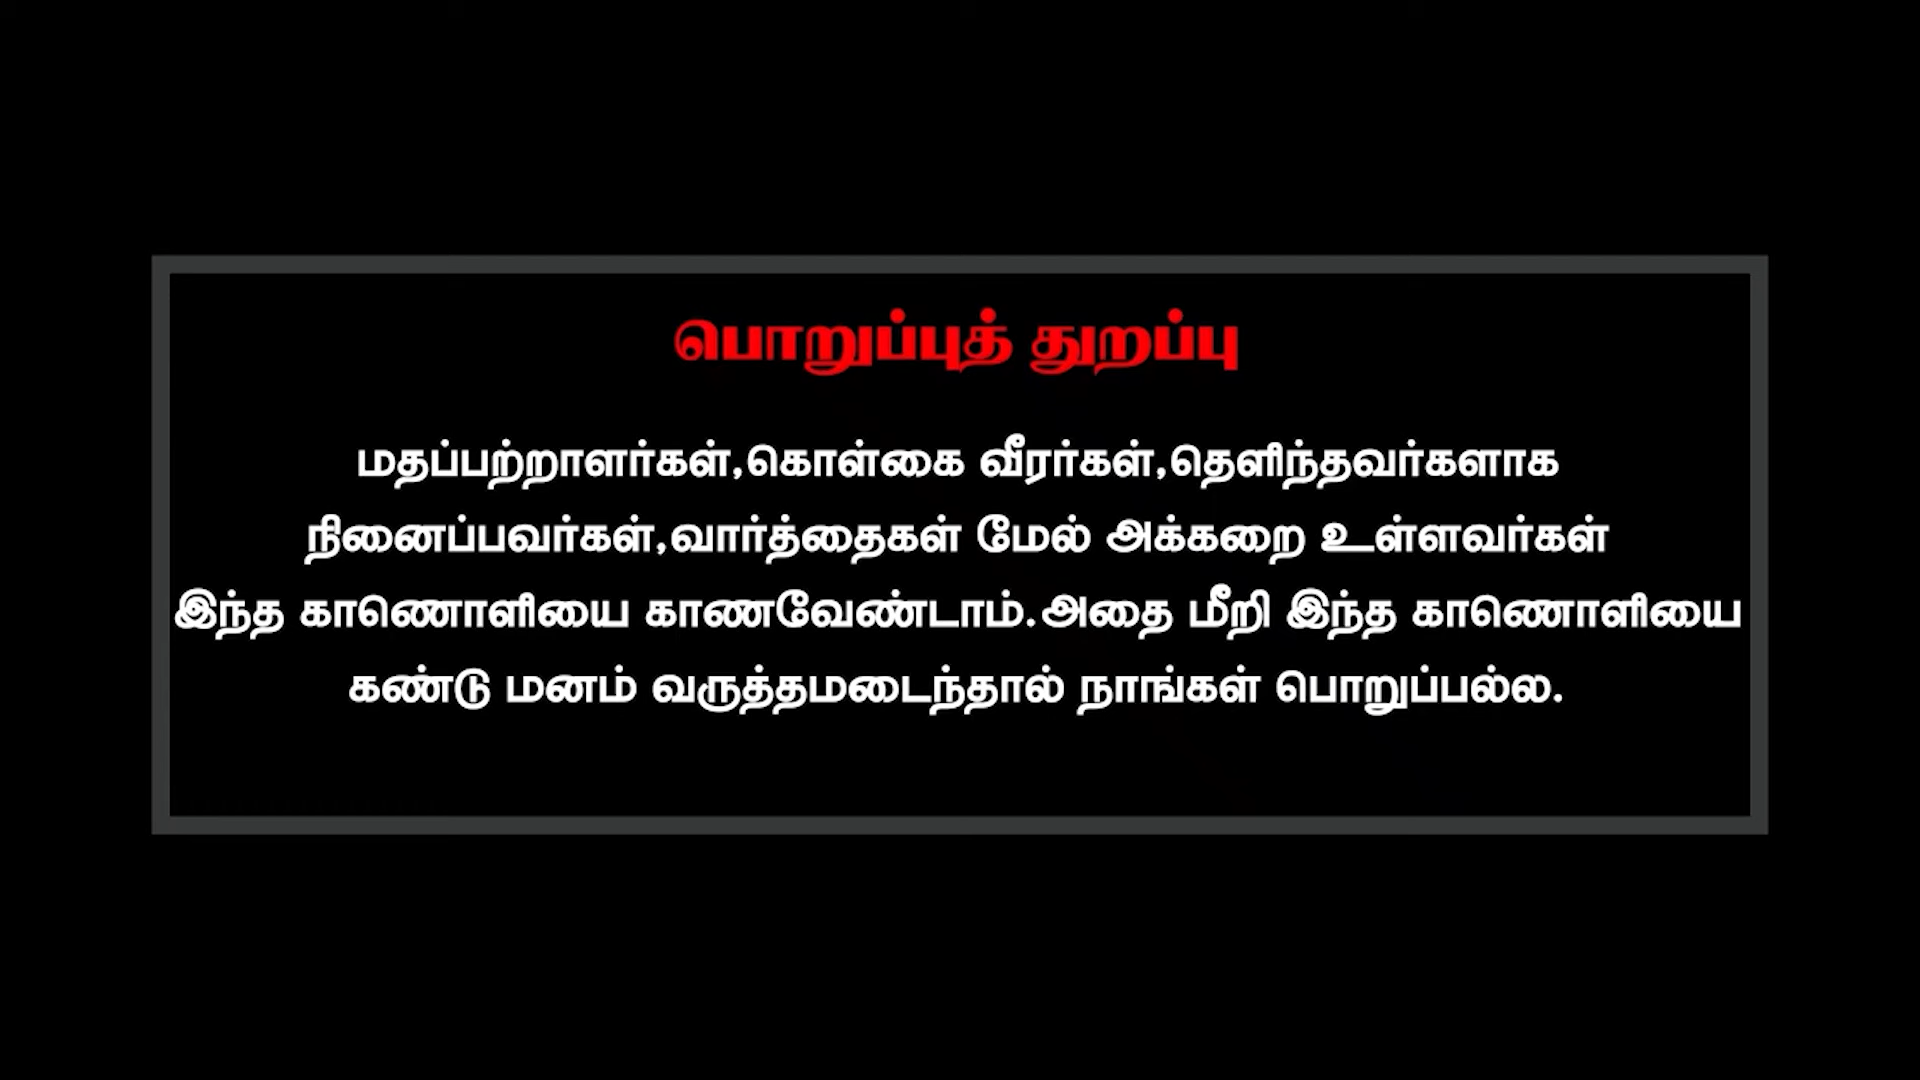 பொறுப்புத் துறப்பு
மதப்பற்றாளர்கள்,கொள்கை வீரர்கள்,தெளிந்தவர்களாக
நினைப்பவர்கள்,வார்த்தைகள் மேல் அக்கறை உள்ளவர்கள்
இந்த காணொளியை காணவேண்டாம்.அதை மீறி இந்த காணொளியை
கண்டு மனம் வருத்தமடைந்தால் நாங்கள் பொறுப்பல்ல.